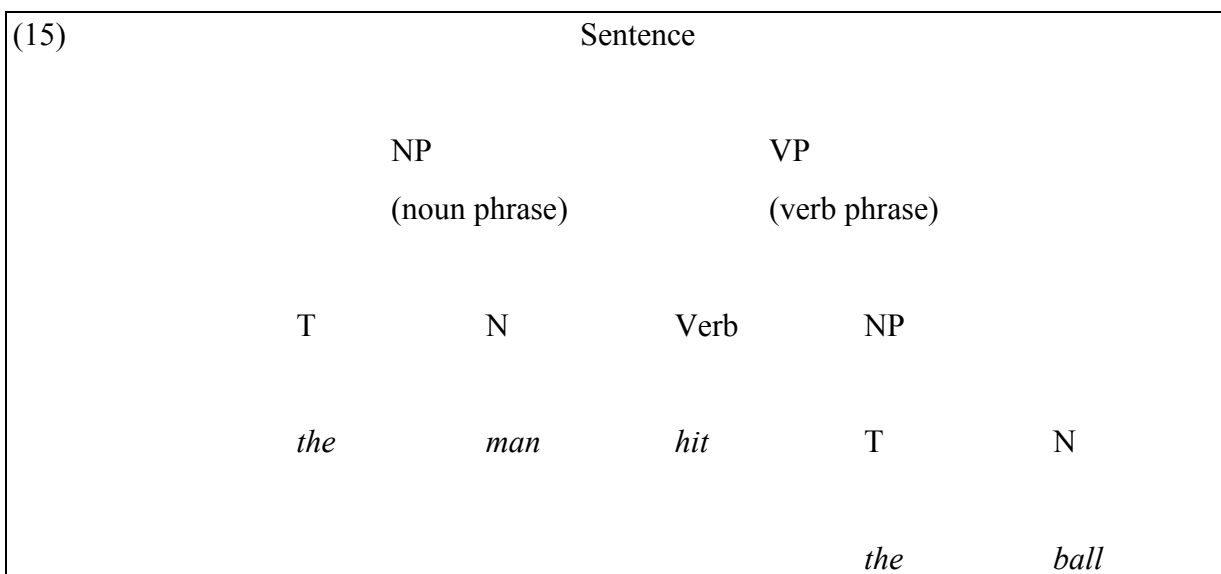 (15) Sentence
NP VP
(noun phrase) (verb phrase)
T N Verb NP
the man hit T N
the ball